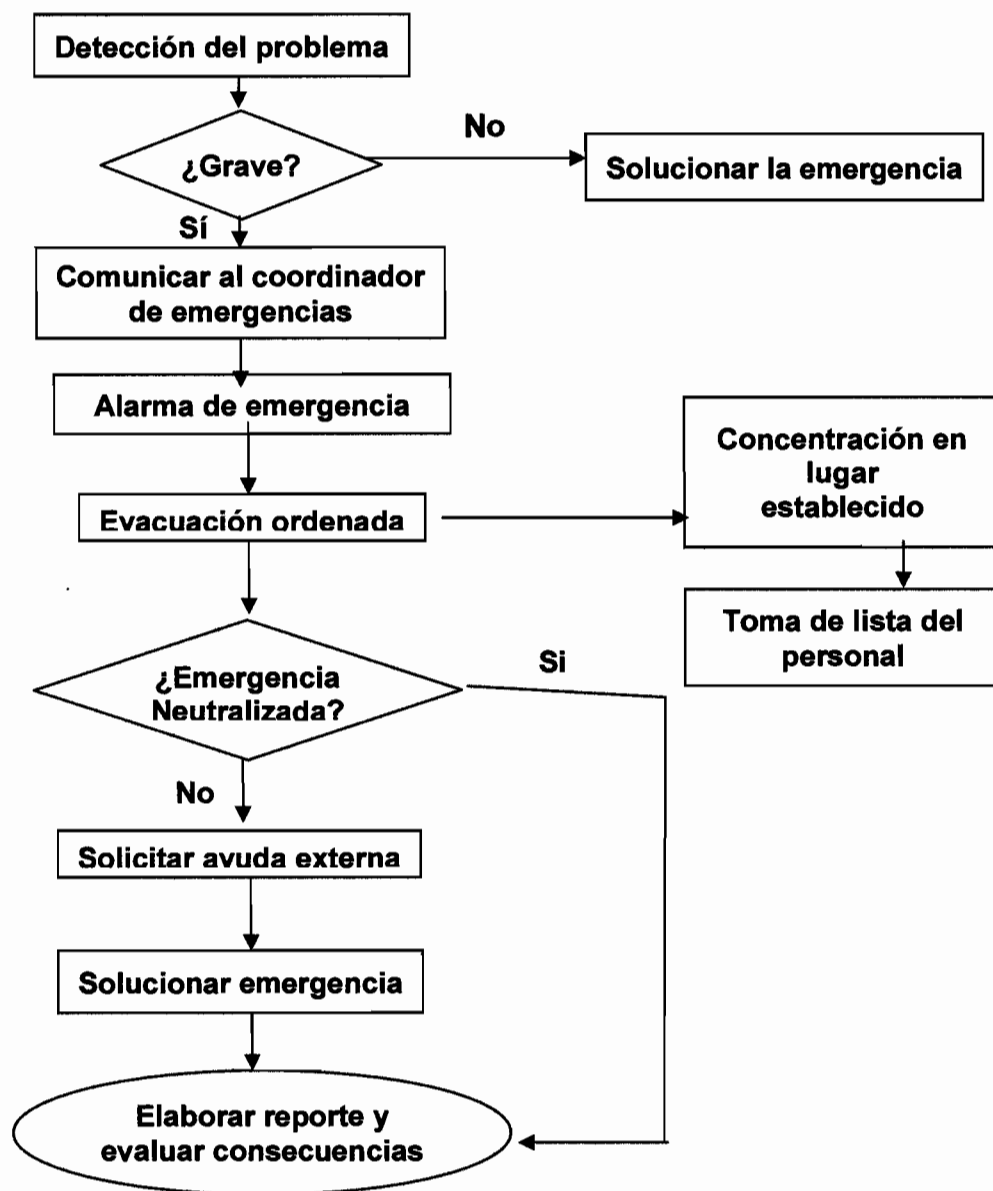 Detección del problema
No
¿Grave?
Solucionar la emergencia
Sí
Comunicar al coordinador
de emergencias
Alarma de emergencia
Concentración en
lugar
establecido
Evacuación ordenada
Toma de lista del
personal
¿Emergencia
Neutralizada?
Si
No
Solicitar avuda externa
Solucionar emergencia
Elaborar reporte y
evaluar consecuencias